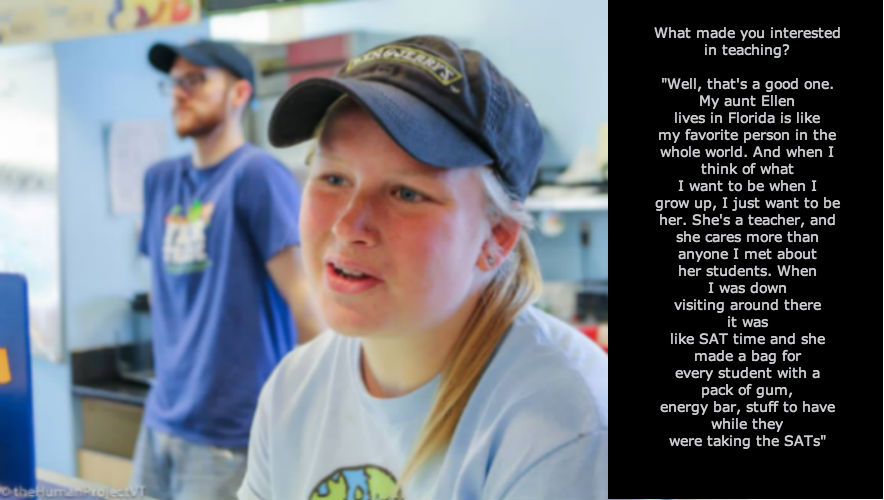 BEN&JERRY'S
What made you interested
in teaching?
"Well, that's a good one.
My aunt Ellen
lives in Florida is like
my favorite person in the
whole world. And when I
think of what
I want to be when I
grow up, I just want to be
her. She's a teacher, and
she cares more than
anyone I met about
her students. When
I was down
visiting around there
it was
like SAT time and she
made a bag for
every student with a
pack of gum,
energy bar, stuff to have
while they
were taking the SATs"
© theHumanProjectVT